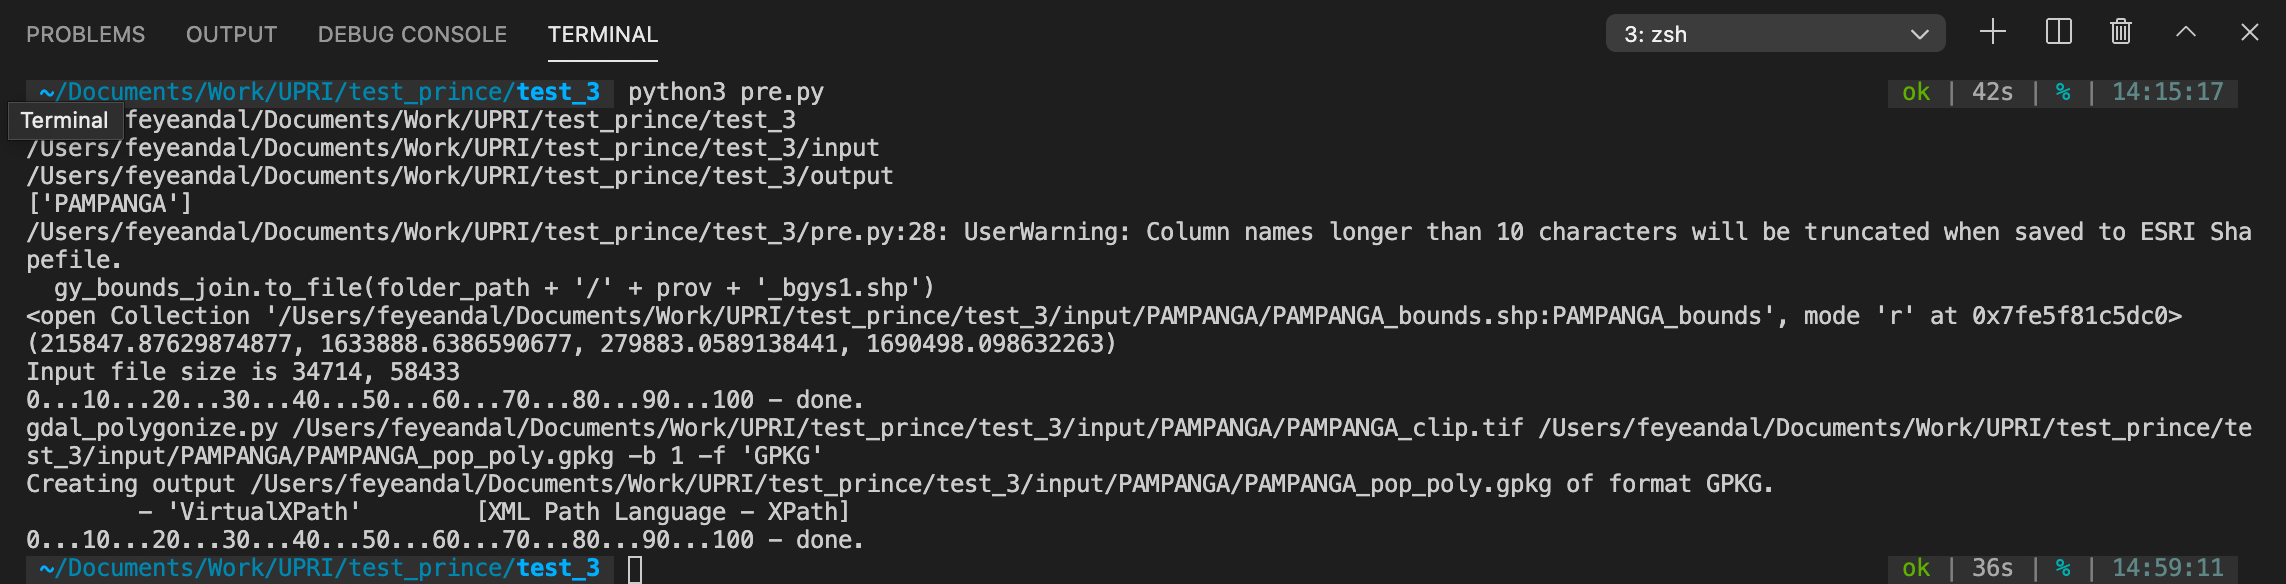 PROBLEMS OUTPUT DEBUG CONSOLE TERMINAL 3: zsh
~/Documents/Work/UPRI/test_prince/test_3 python3 pre.py ok | 42s | % | 14:15:17
Terminal feyeandal/Documents/Work/UPRI/test_prince/test_3
/Users/feyeandal/Documents/Work/UPRI/test_prince/test_3/input
/Users/feyeandal/Documents/Work/UPRI/test_prince/test_3/output
['PAMPANGA']
/Users/feyeandal/Documents/Work/UPRI/test_prince/test_3/pre.py:28: UserWarning: Column names longer than 10 characters will be truncated when saved to ESRI Sha
pefile.
gy_bounds_join.to_file(folder_path + '/' + prov + '_bgys1.shp')
<open Collection '/Users/feyeandal/Documents/Work/UPRI/test_prince/test_3/input/PAMPANGA/PAMPANGA_bounds.shp:PAMPANGA_bounds', mode 'r' at 0x7fe5f81c5dc0>
(215847.87629874877, 1633888.6386590677, 279883.0589138441, 1690498.098632263)
Input file size is 34714, 58433
0...10...20...30...40...50...60...70...80...90...100 - done.
gdal_polygonize.py /Users/feyeandal/Documents/Work/UPRI/test_prince/test_3/input/PAMPANGA/PAMPANGA_clip.tif /Users/feyeandal/Documents/Work/UPRI/test_prince/te
st_3/input/PAMPANGA/PAMPANGA_pop_poly.gpkg -b 1 -f 'GPKG'
Creating output /Users/feyeandal/Documents/Work/UPRI/test_prince/test_3/input/PAMPANGA/PAMPANGA_pop_poly.gpkg of format GPKG.
- 'VirtualXPath' [XML Path Language - XPath]
0...10...20...30...40...50...60...70...80...90...100 - done.
~/Documents/Work/UPRI/test_prince/test_3 ok | 36s | % | 14:59:11